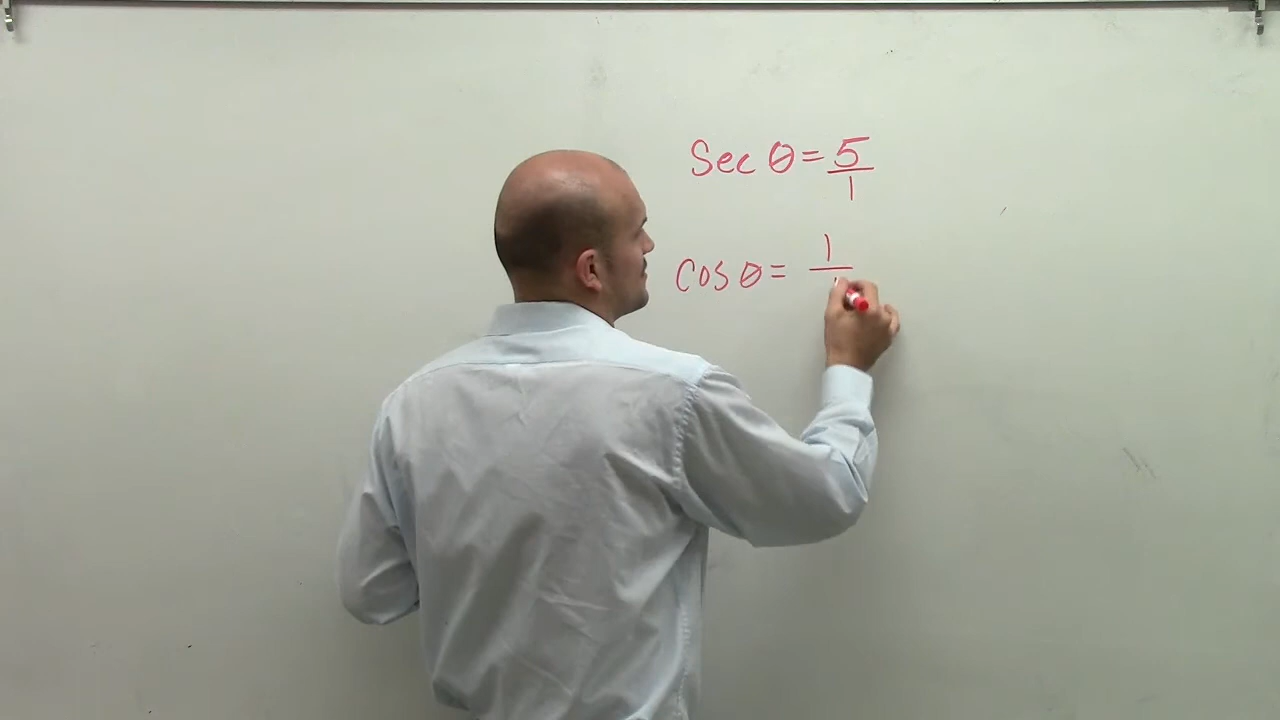 Sec θ = 5/1
cos θ = 1/